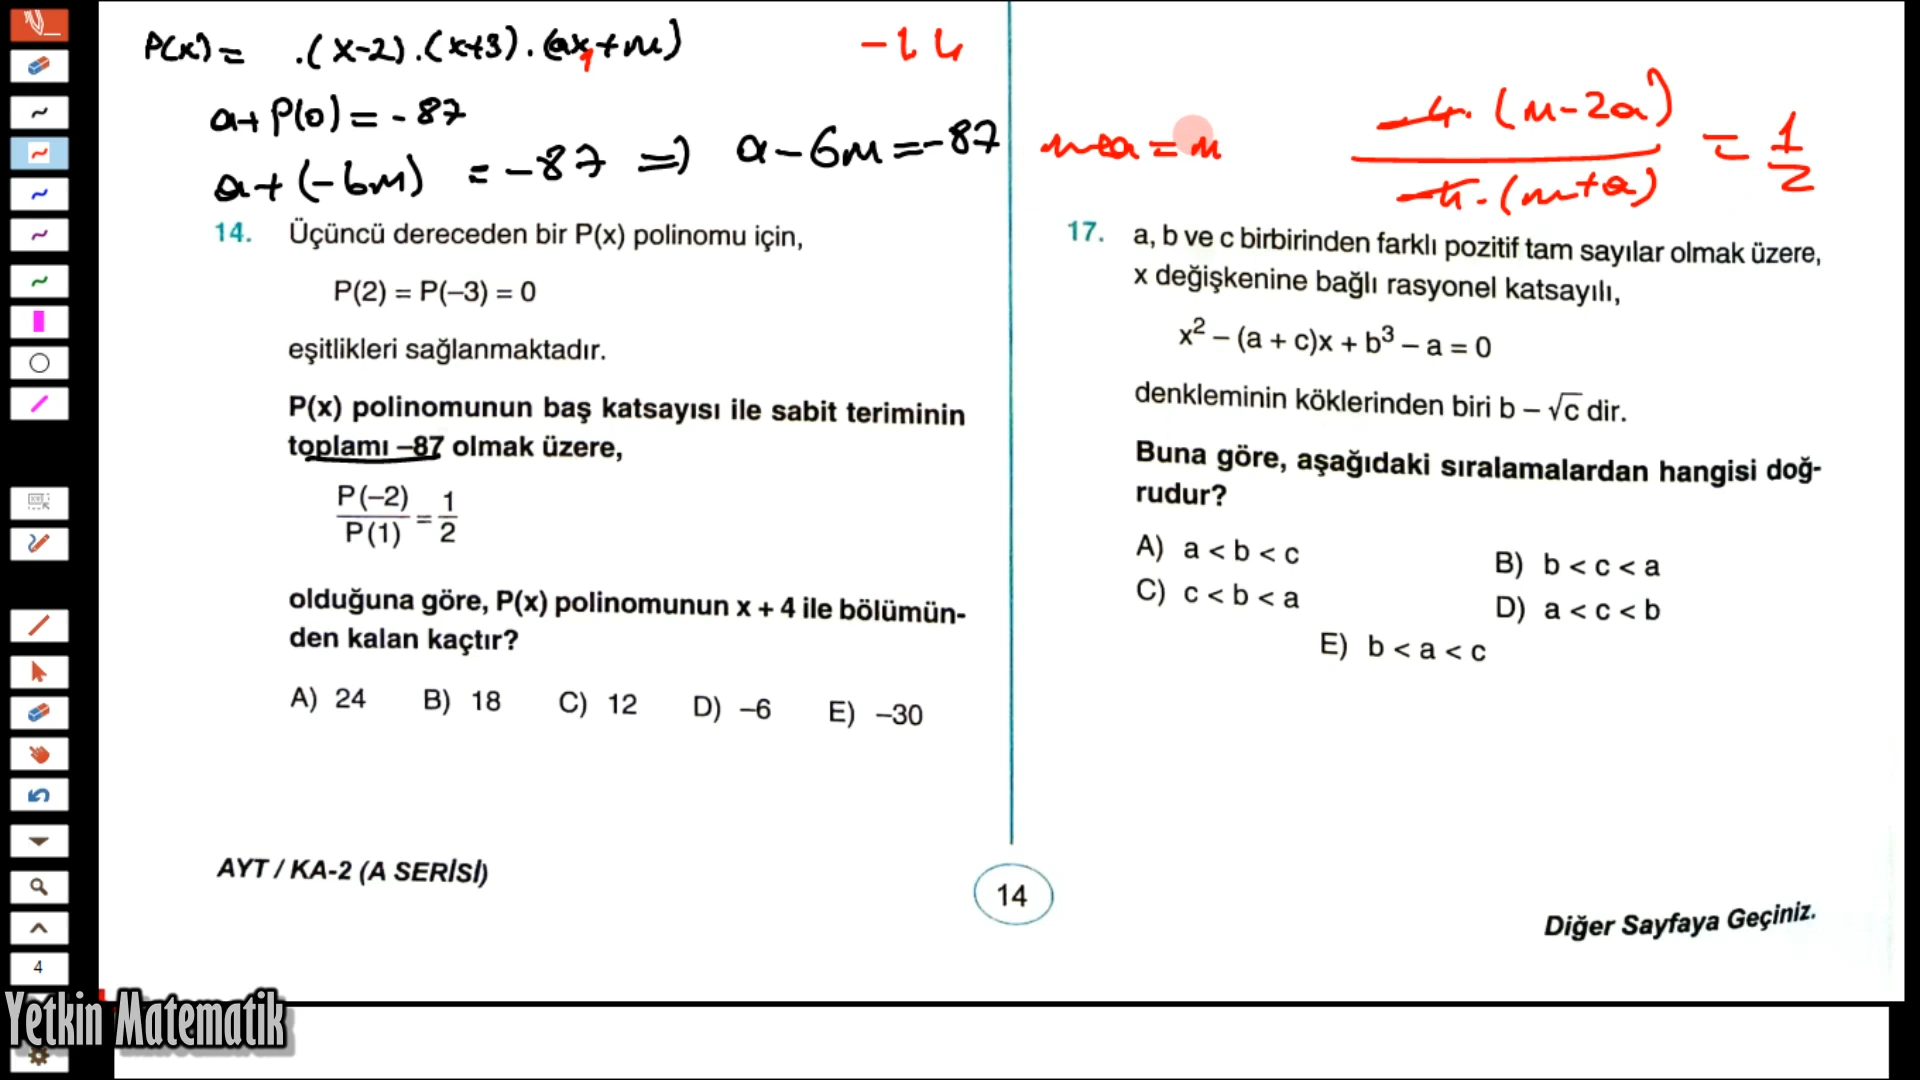 P(x) = .(x-2).(x+3).(ax+m)
-14
a+P(0) = -87
a+(-6m) = -87 => a-6m = -87
m+a = m
-4.(m-2a)
-4.(m+a)
= 1/2
14. Üçüncü dereceden bir P(x) polinomu için,
P(2) = P(–3) = 0
eşitlikleri sağlanmaktadır.
P(x) polinomunun baş katsayısı ile sabit teriminin
toplamı –87 olmak üzere,
P(–2)/P(1) = 1/2
olduğuna göre, P(x) polinomunun x + 4 ile bölümün-
den kalan kaçtır?
A) 24 B) 18 C) 12 D) –6 E) –30
AYT / KA-2 (A SERİSİ)
17. a, b ve c birbirinden farklı pozitif tam sayılar olmak üzere,
x değişkenine bağlı rasyonel katsayılı,
x² – (a + c)x + b³ – a = 0
denkleminin köklerinden biri b – √c dir.
Buna göre, aşağıdaki sıralamalardan hangisi doğ-
rudur?
A) a < b < c B) b < c < a
C) c < b < a D) a < c < b
E) b < a < c
14
Diğer Sayfaya Geçiniz.
4
Yetkin Matematik